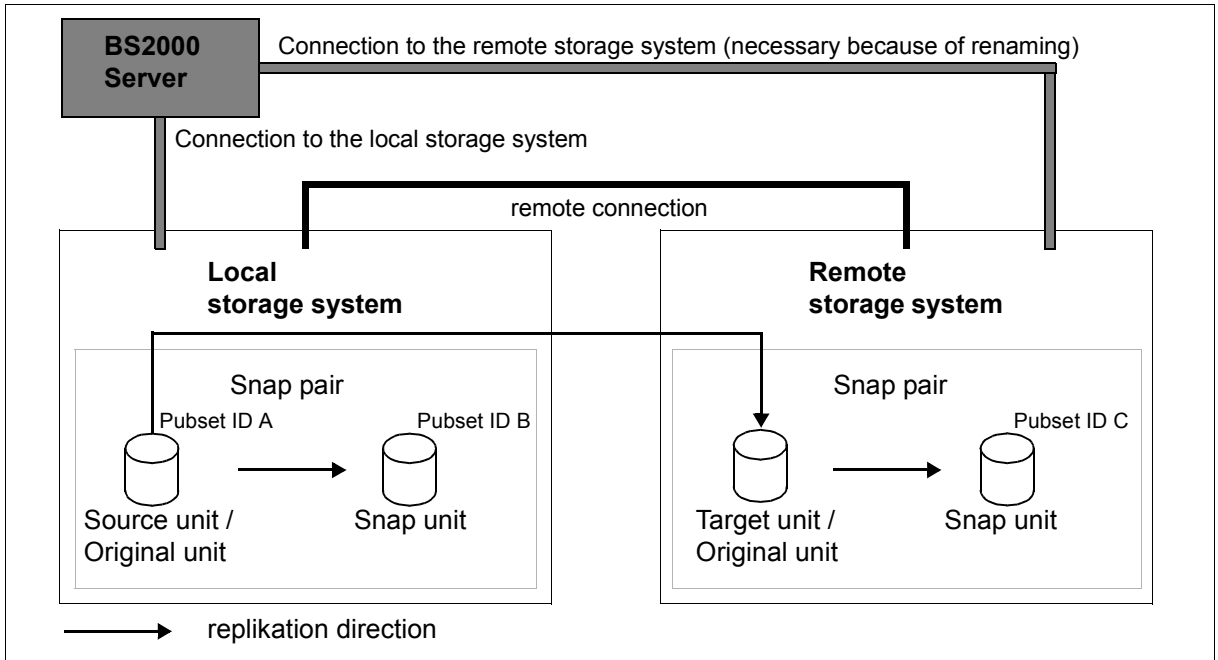 BS2000
Server
Connection to the remote storage system (necessary because of renaming)
Connection to the local storage system
remote connection
Local
storage system
Remote
storage system
Snap pair
Pubset ID A
Pubset ID B
Source unit /
Original unit
Snap unit
Snap pair
Pubset ID C
Target unit /
Original unit
Snap unit
replikation direction